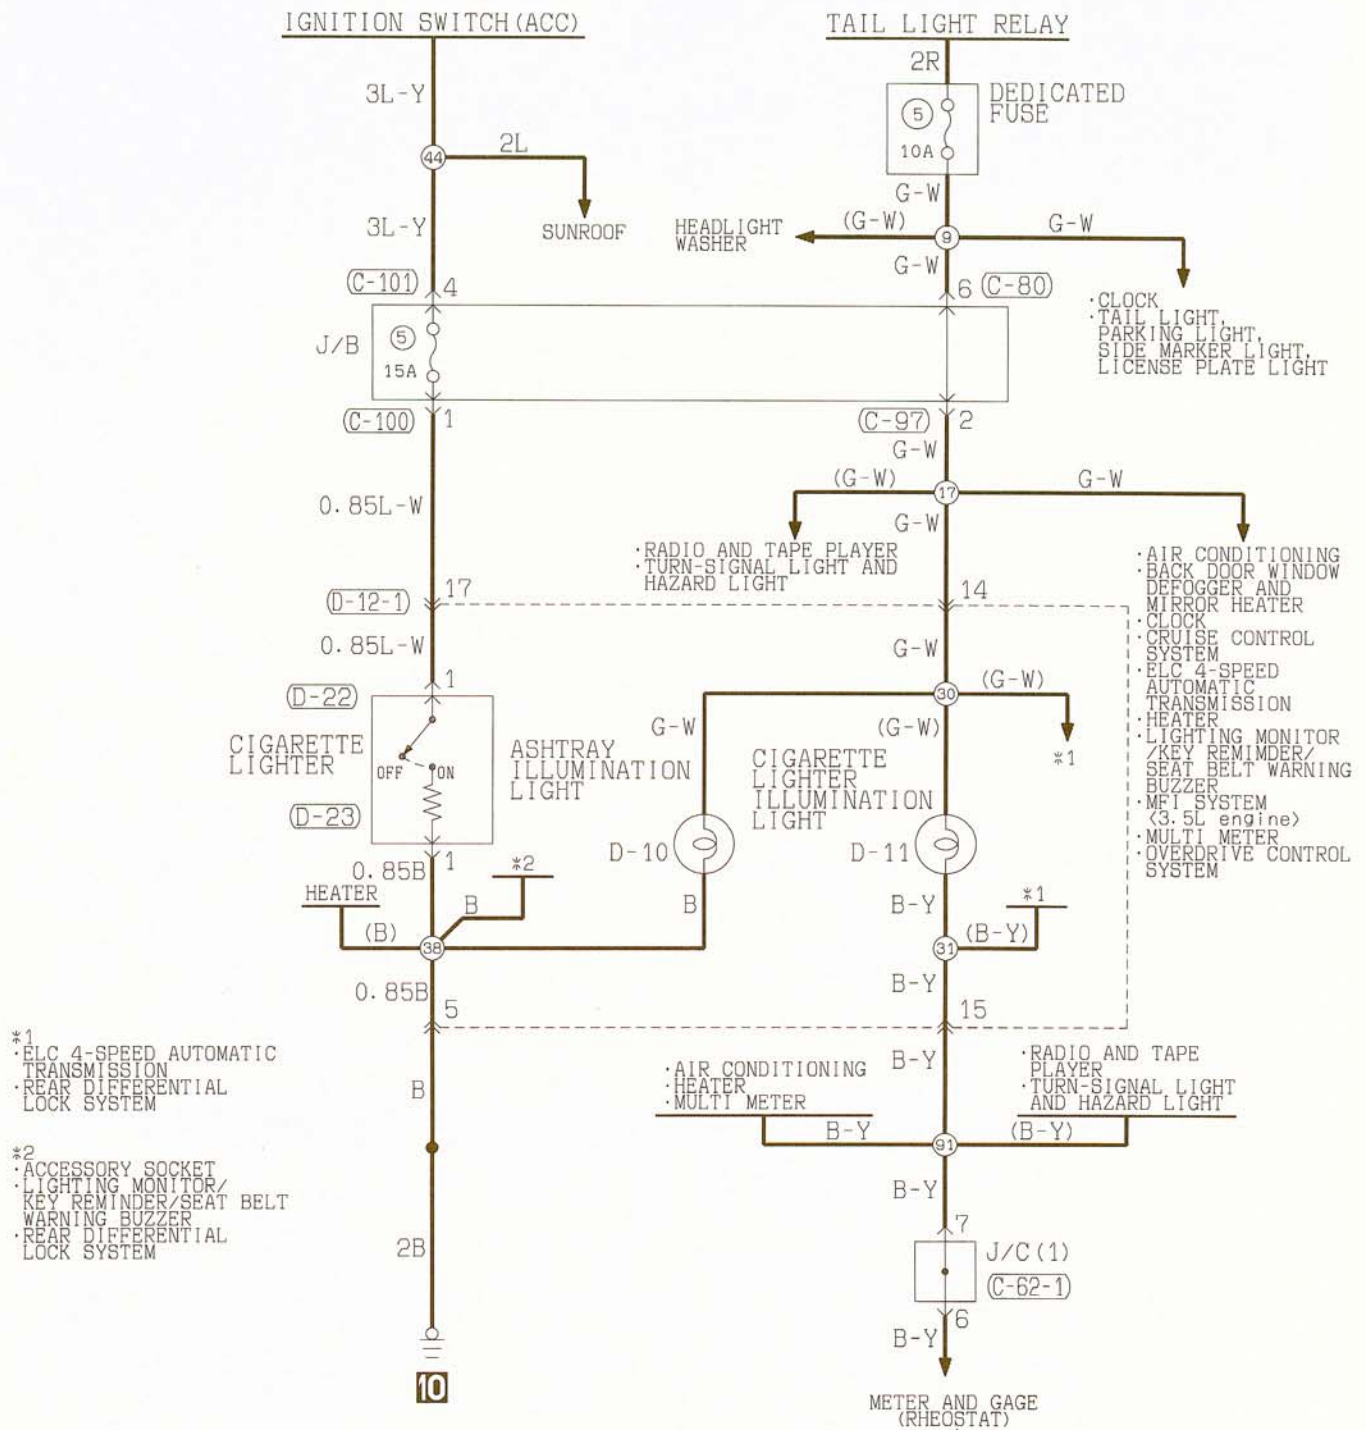 IGNITION SWITCH(ACC)
TAIL LIGHT RELAY
2R
3L-Y
DEDICATED
FUSE
5
10A
44
2L
G-W
3L-Y
SUNROOF
HEADLIGHT
WASHER
(G-W)
9
G-W
G-W
(C-101)
4
6
(C-80)
·CLOCK
·TAIL LIGHT,
PARKING LIGHT,
SIDE MARKER LIGHT,
LICENSE PLATE LIGHT
J/B
5
15A
(C-100)
1
(C-97)
2
G-W
(G-W)
17
G-W
0.85L-W
G-W
·RADIO AND TAPE PLAYER
·TURN-SIGNAL LIGHT AND
HAZARD LIGHT
·AIR CONDITIONING
·BACK DOOR WINDOW
DEFOGGER AND
MIRROR HEATER
·CLOCK
·CRUISE CONTROL
SYSTEM
·ELC 4-SPEED
AUTOMATIC
TRANSMISSION
·HEATER
·LIGHTING MONITOR
/KEY REMIMDER/
SEAT BELT WARNING
BUZZER
·MFI SYSTEM
<3.5L engine>
·MULTI METER
·OVERDRIVE CONTROL
SYSTEM
(D-12-1)
17
14
0.85L-W
G-W
(D-22)
1
30
(G-W)
G-W
(G-W)
*1
CIGARETTE
LIGHTER
OFF
ON
ASHTRAY
ILLUMINATION
LIGHT
CIGARETTE
LIGHTER
ILLUMINATION
LIGHT
(D-23)
D-10
D-11
0.85B
1
*2
HEATER
B
B
B-Y
*1
(B)
38
31
(B-Y)
0.85B
B-Y
5
15
*1
·ELC 4-SPEED AUTOMATIC
TRANSMISSION
·REAR DIFFERENTIAL
LOCK SYSTEM
B
·AIR CONDITIONING
·HEATER
·MULTI METER
B-Y
·RADIO AND TAPE
PLAYER
·TURN-SIGNAL LIGHT
AND HAZARD LIGHT
B-Y
91
(B-Y)
*2
·ACCESSORY SOCKET
·LIGHTING MONITOR/
KEY REMINDER/SEAT BELT
WARNING BUZZER
·REAR DIFFERENTIAL
LOCK SYSTEM
B-Y
2B
7
J/C(1)
(C-62-1)
6
B-Y
10
METER AND GAGE
(RHEOSTAT)